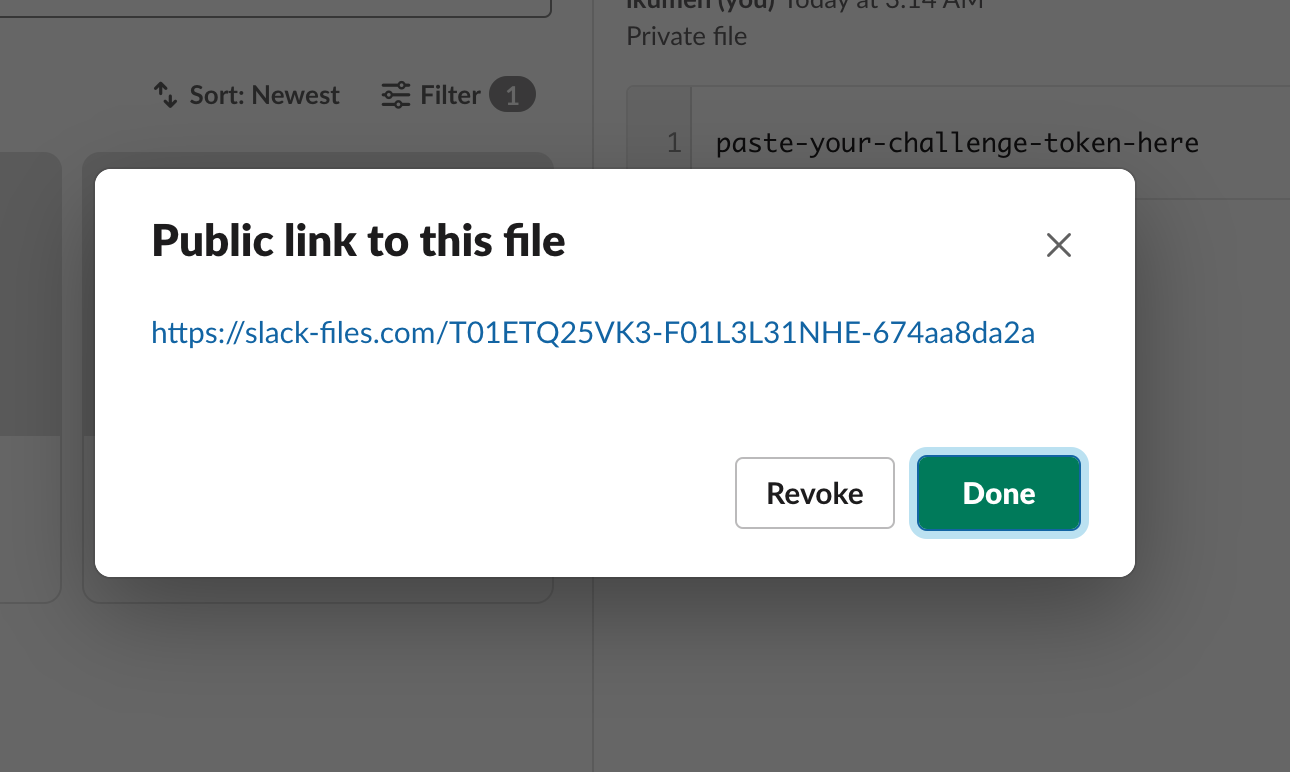 ikumen (you) Today at 3:14 AM
Private file
Sort: Newest
Filter 1
1 paste-your-challenge-token-here
Public link to this file
https://slack-files.com/T01ETQ25VK3-F01L3L31NHE-674aa8da2a
Revoke
Done